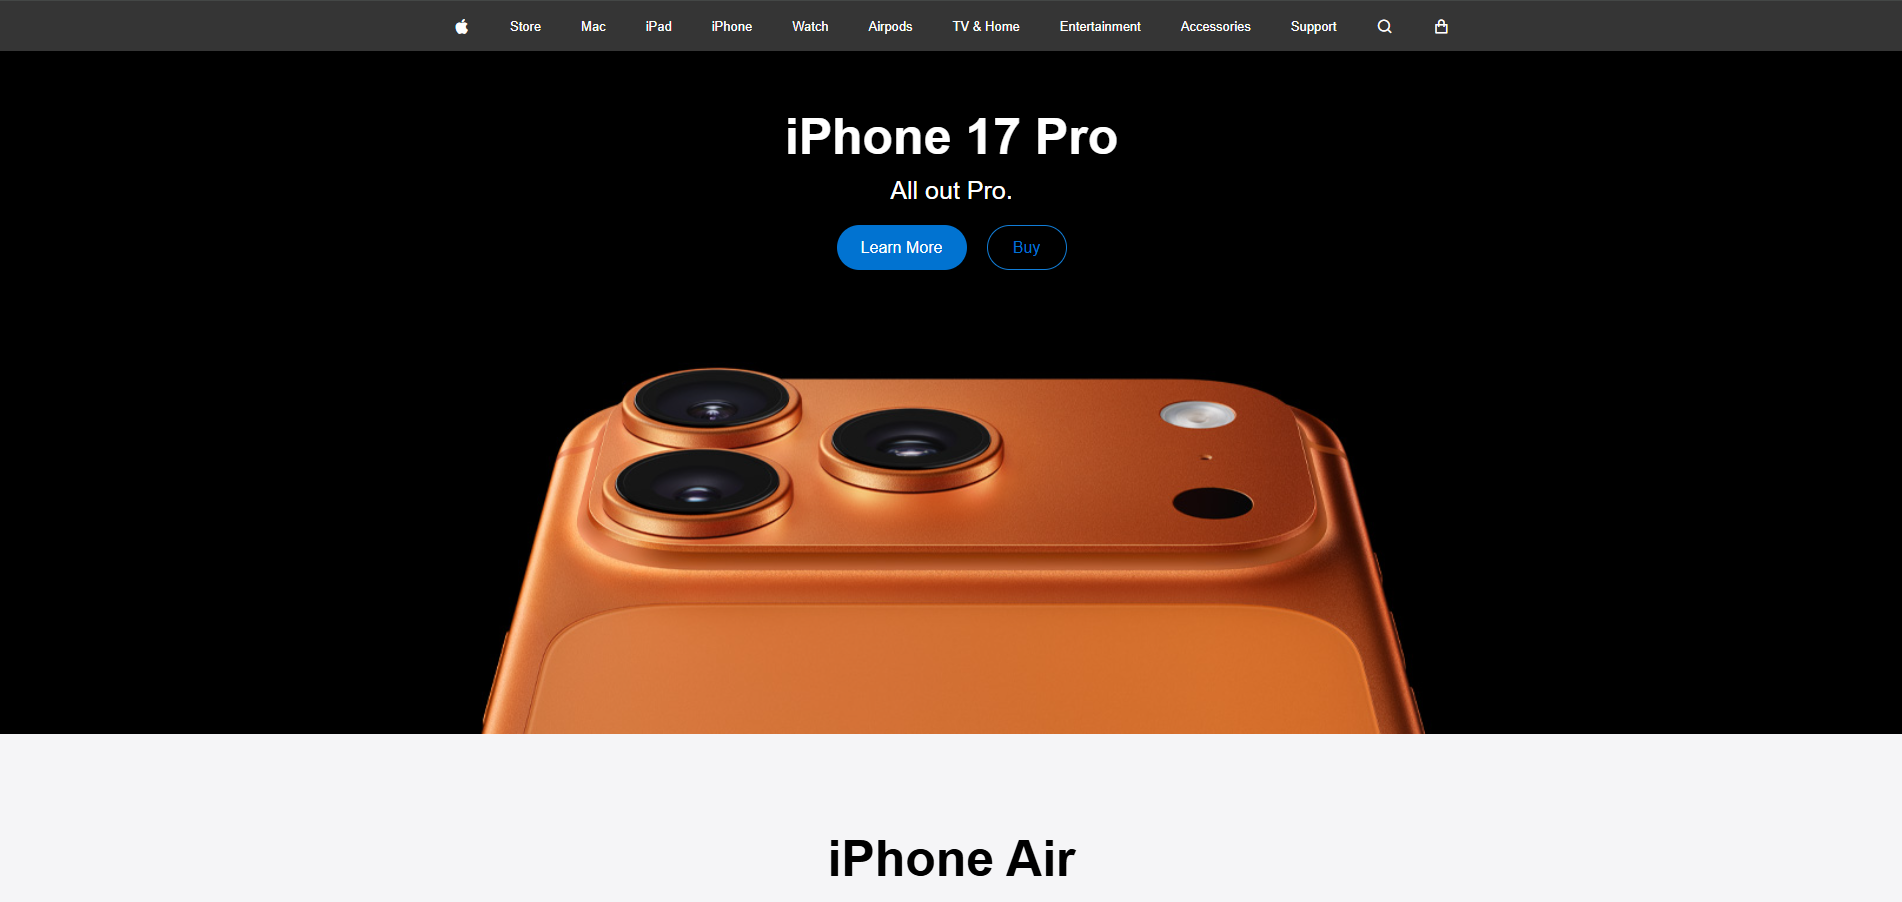 Store Mac iPad iPhone Watch Airpods TV & Home Entertainment Accessories Support
iPhone 17 Pro
All out Pro.
Learn More Buy
iPhone Air